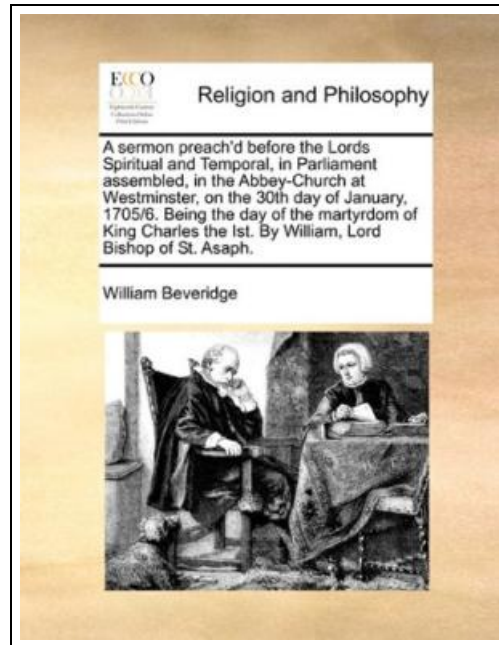 ECCO
Religion and Philosophy
A sermon preach'd before the Lords
Spiritual and Temporal, in Parliament
assembled, in the Abbey-Church at
Westminster, on the 30th day of January,
1705/6. Being the day of the martyrdom of
King Charles the Ist. By William, Lord
Bishop of St. Asaph.
William Beveridge